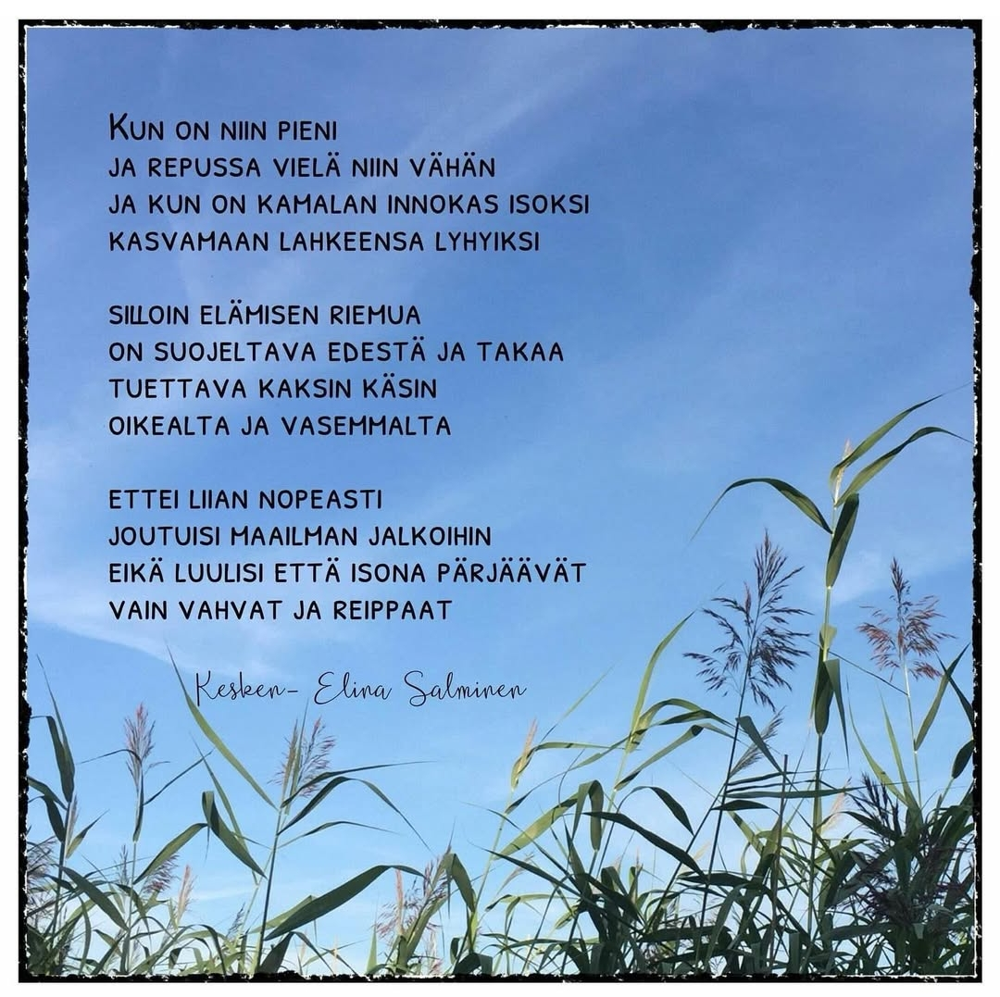 KUN ON NIIN PIENI
JA REPUSSA VIELÄ NIIN VÄHÄN
JA KUN ON KAMALAN INNOKAS ISOKSI
KASVAMAAN LAHKEENSA LYHYIKSI
SILLOIN ELÄMISEN RIEMUA
ON SUOJELTAVA EDESTÄ JA TAKAA
TUETTAVA KAKSIN KÄSIN
OIKEALTA JA VASEMMALTA
ETTEI LIIAN NOPEASTI
JOUTUISI MAAILMAN JALKOIHIN
EIKÄ LUULISI ETTÄ ISONA PÄRJÄÄVÄT
VAIN VAHVAT JA REIPPAAT
Kesken- Elina Salminen